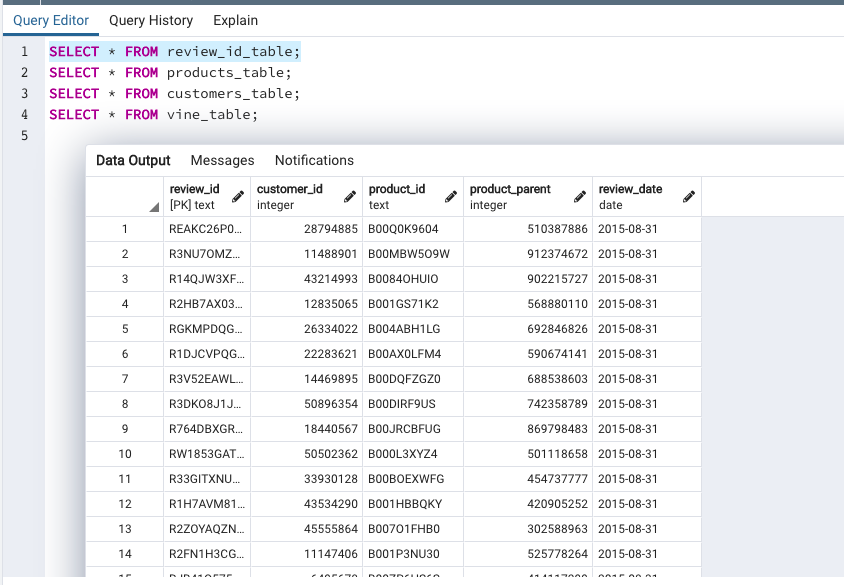 Query Editor Query History Explain
1 SELECT * FROM review_id_table;
2 SELECT * FROM products_table;
3 SELECT * FROM customers_table;
4 SELECT * FROM vine_table;
5
Data Output Messages Notifications
review_id customer_id product_id product_parent review_date
[PK] text integer text integer date
1 REAKC26P0... 28794885 B00Q0K9604 510387886 2015-08-31
2 R3NU7OMZ... 11488901 B00MBW5O9W 912374672 2015-08-31
3 R14QJW3XF... 43214993 B0084OHUIO 902215727 2015-08-31
4 R2HB7AX03... 12835065 B001GS71K2 568880110 2015-08-31
5 RGKMPDQG... 26334022 B004ABH1LG 692846826 2015-08-31
6 R1DJCVPQG... 22283621 B00AX0LFM4 590674141 2015-08-31
7 R3V52EAWL... 14469895 B00DQFZGZ0 688538603 2015-08-31
8 R3DKO8J1J... 50896354 B00DIRF9US 742358789 2015-08-31
9 R764DBXGR... 18440567 B00JRCBFUG 869798483 2015-08-31
10 RW1853GAT... 50502362 B000L3XYZ4 501118658 2015-08-31
11 R33GITXNU... 33930128 B00BOEXWFG 454737777 2015-08-31
12 R1H7AVM81... 43534290 B001HBBQKY 420905252 2015-08-31
13 R2ZOYAQZN... 45555864 B007O1FHB0 302588963 2015-08-31
14 R2FN1H3CG... 11147406 B001P3NU30 525778264 2015-08-31